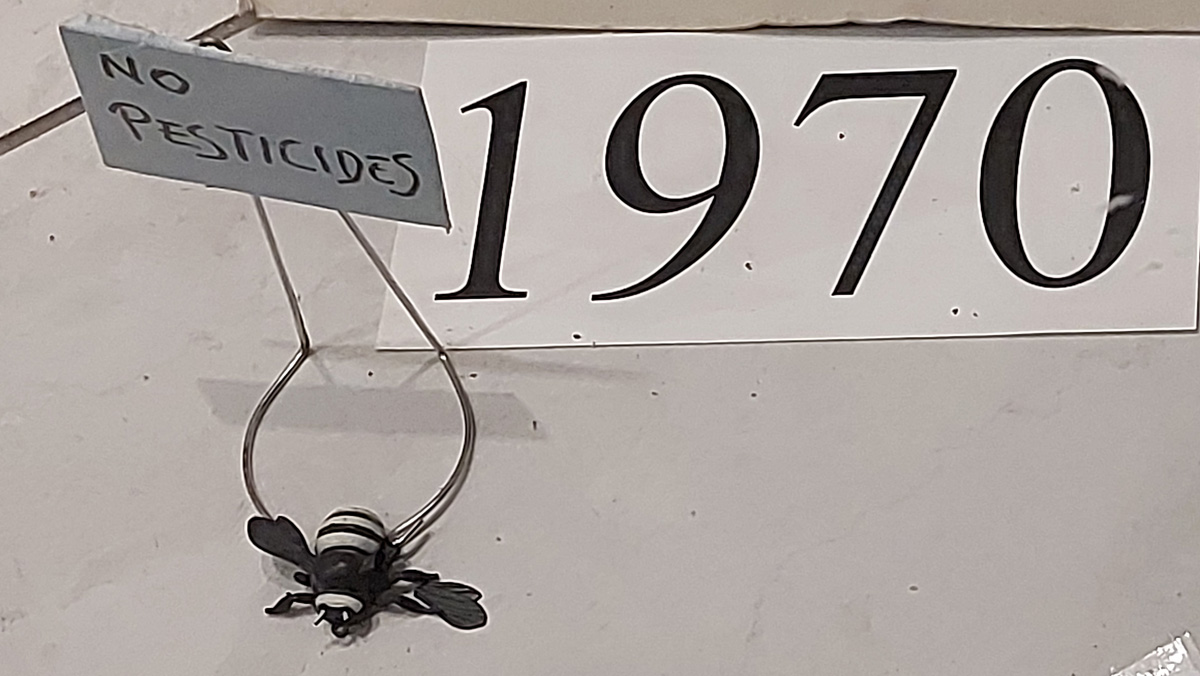 NO
PESTICIDES
1970